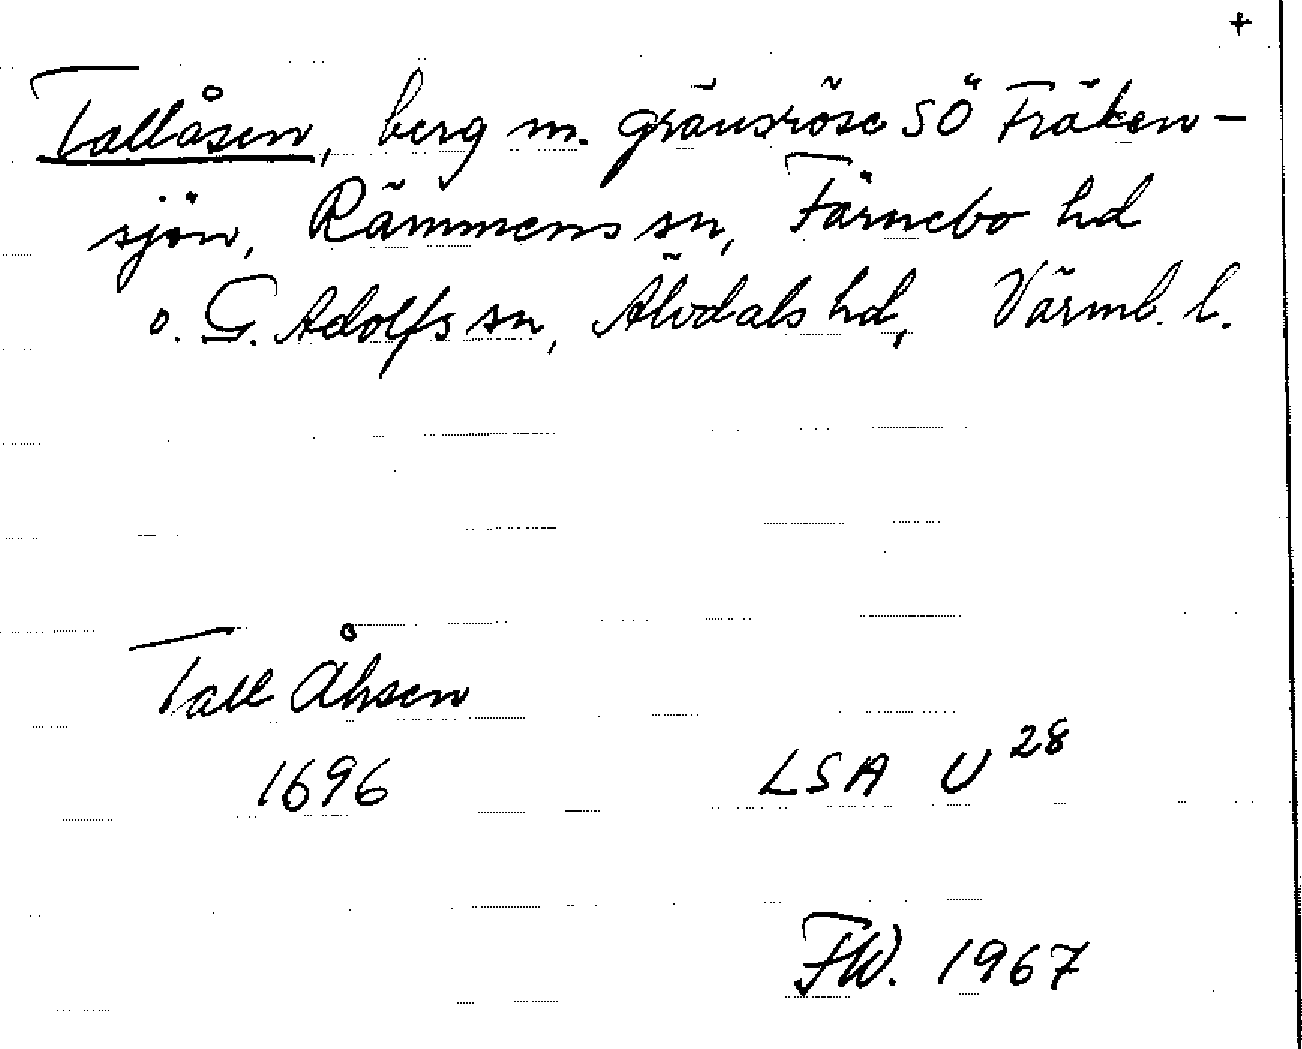 +
Tallåsen, berg m. gränsröse SÖ Fräken-
sjön, Rämmens sn, Färnebo hd
o. G. Adolfs sn, Älvdals hd, Värml. l.
Tall Åhsen
1696 LSA U 28
FW. 1967